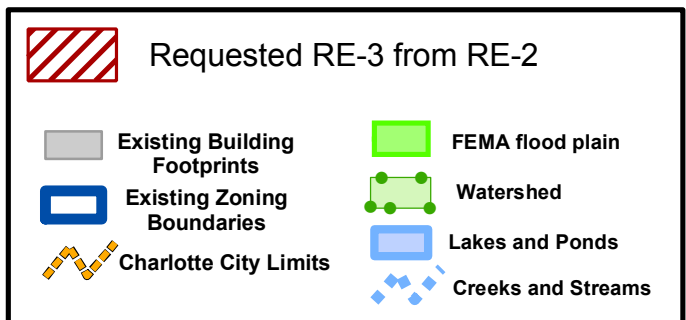 Requested RE-3 from RE-2
Existing Building
Footprints
Existing Zoning
Boundaries
Charlotte City Limits
FEMA flood plain
Watershed
Lakes and Ponds
Creeks and Streams